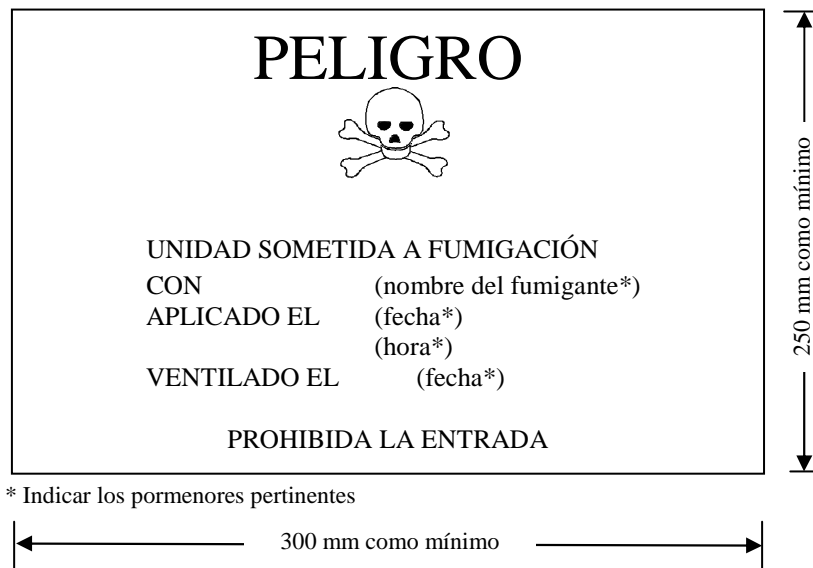 PELIGRO
UNIDAD SOMETIDA A FUMIGACIÓN
CON (nombre del fumigante*)
APLICADO EL (fecha*)
(hora*)
VENTILADO EL (fecha*)
PROHIBIDA LA ENTRADA
250 mm como mínimo
* Indicar los pormenores pertinentes
300 mm como mínimo